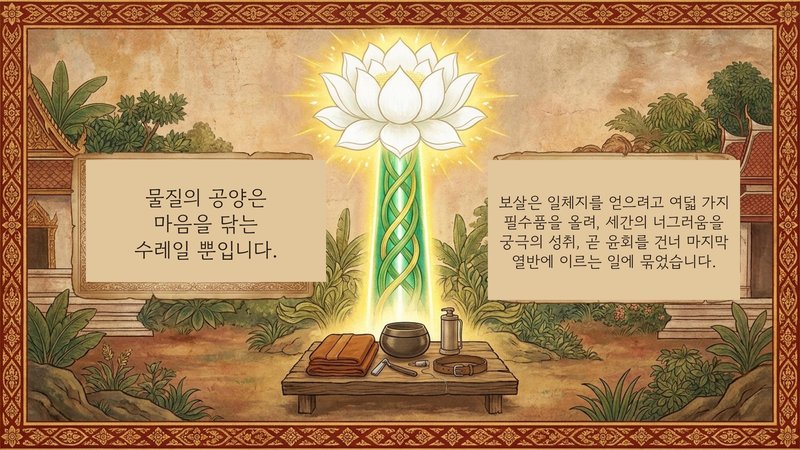 물질의 공양은
마음을 닦는
수레일 뿐입니다.
보살은 일체지를 얻으려고 여덟 가지
필수품을 올려, 세간의 너그러움을
궁극의 성취, 곧 윤회를 건너 마지막
열반에 이르는 일에 묶었습니다.